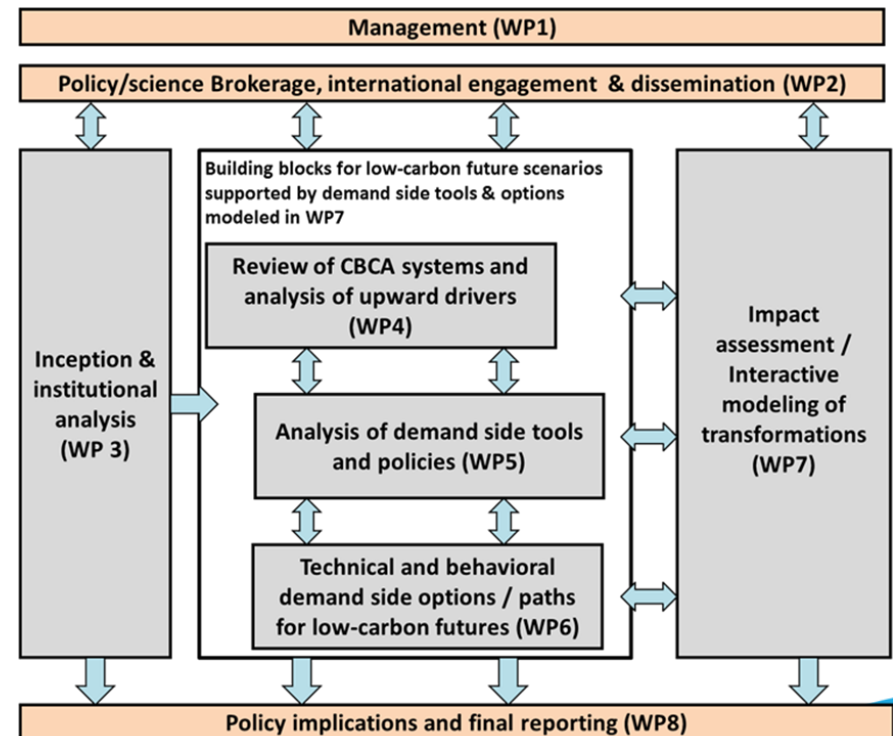 Management (WP1)
Policy/science Brokerage, international engagement & dissemination (WP2)
Building blocks for low-carbon future scenarios
supported by demand side tools & options
modeled in WP7
Review of CBCA systems and
analysis of upward drivers
(WP4)
Inception &
institutional
analysis
(WP 3)
Analysis of demand side tools
and policies (WP5)
Technical and behavioral
demand side options / paths
for low-carbon futures (WP6)
Impact
assessment /
Interactive
modeling of
transformations
(WP7)
Policy implications and final reporting (WP8)